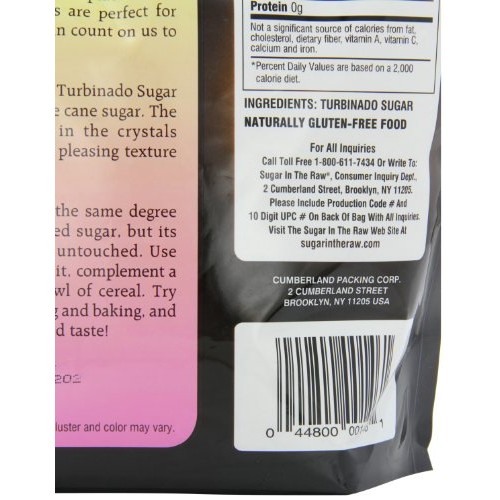 s are perfect for
n count on us to
Turbinado Sugar
e cane sugar. The
in the crystals
pleasing texture
the same degree
ed sugar, but its
untouched. Use
it, complement a
wl of cereal. Try
g and baking, and
d taste!
202
luster and color may vary.
Protein 0g
Not a significant source of calories from fat,
cholesterol, dietary fiber, vitamin A, vitamin C,
calcium and iron.
*Percent Daily Values are based on a 2,000
calorie diet.
INGREDIENTS: TURBINADO SUGAR
NATURALLY GLUTEN-FREE FOOD
For All Inquiries
Call Toll Free 1-800-611-7434 Or Write To:
Sugar In The Raw®, Consumer Inquiry Dept.,
2 Cumberland Street, Brooklyn, NY 11205.
Please Include Production Code # And
10 Digit UPC # On Back Of Bag With All Inquiries.
Visit The Sugar In The Raw Web Site At
sugarintheraw.com
CUMBERLAND PACKING CORP.
2 CUMBERLAND STREET
BROOKLYN, NY 11205 USA
0 44800 00 1